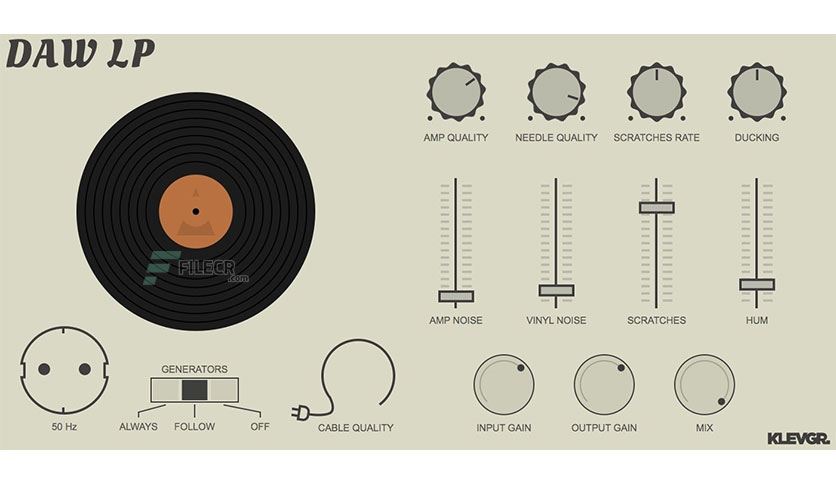 DAW LP
AMP QUALITY
NEEDLE QUALITY
SCRATCHES RATE
DUCKING
FILECR
.com
AMP NOISE
VINYL NOISE
SCRATCHES
HUM
50 Hz
GENERATORS
ALWAYS
FOLLOW
OFF
CABLE QUALITY
INPUT GAIN
OUTPUT GAIN
MIX
KLEVGR.